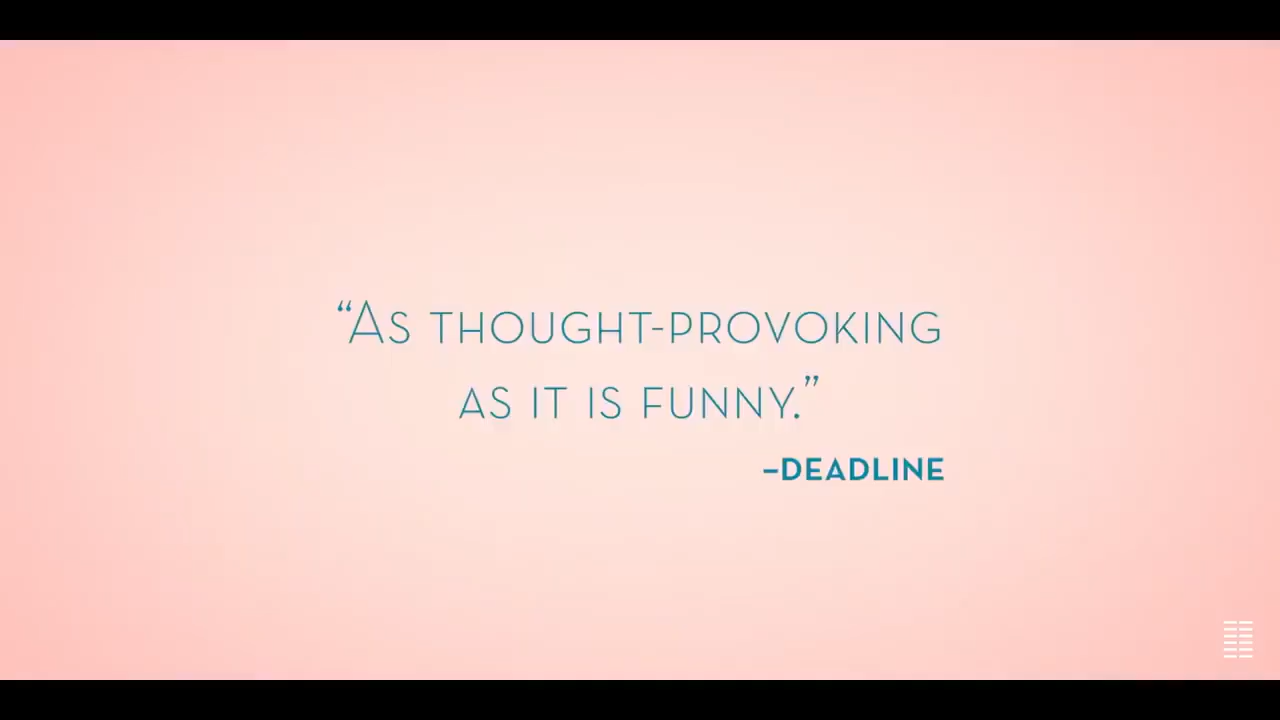 “AS THOUGHT-PROVOKING
AS IT IS FUNNY.”
–DEADLINE